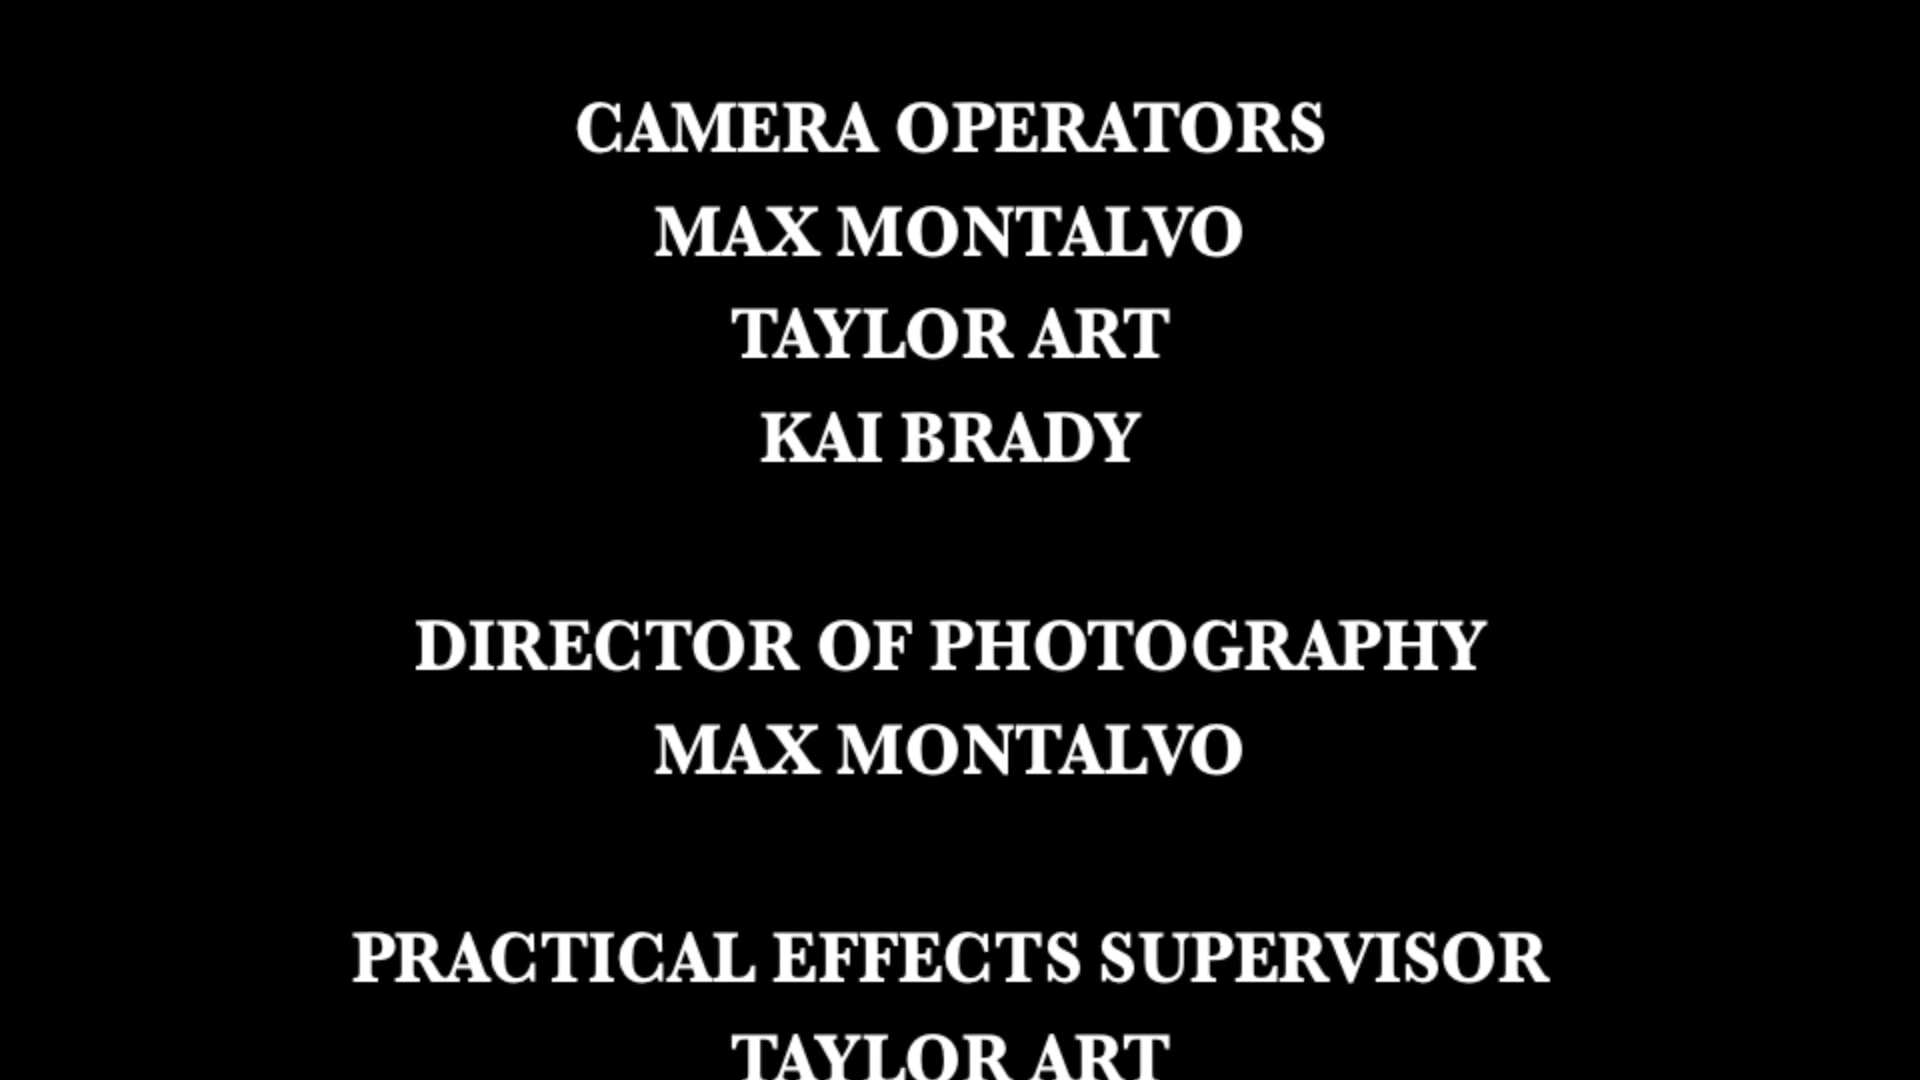 CAMERA OPERATORS
MAX MONTALVO
TAYLOR ART
KAI BRADY
DIRECTOR OF PHOTOGRAPHY
MAX MONTALVO
PRACTICAL EFFECTS SUPERVISOR
TAYLOR ART